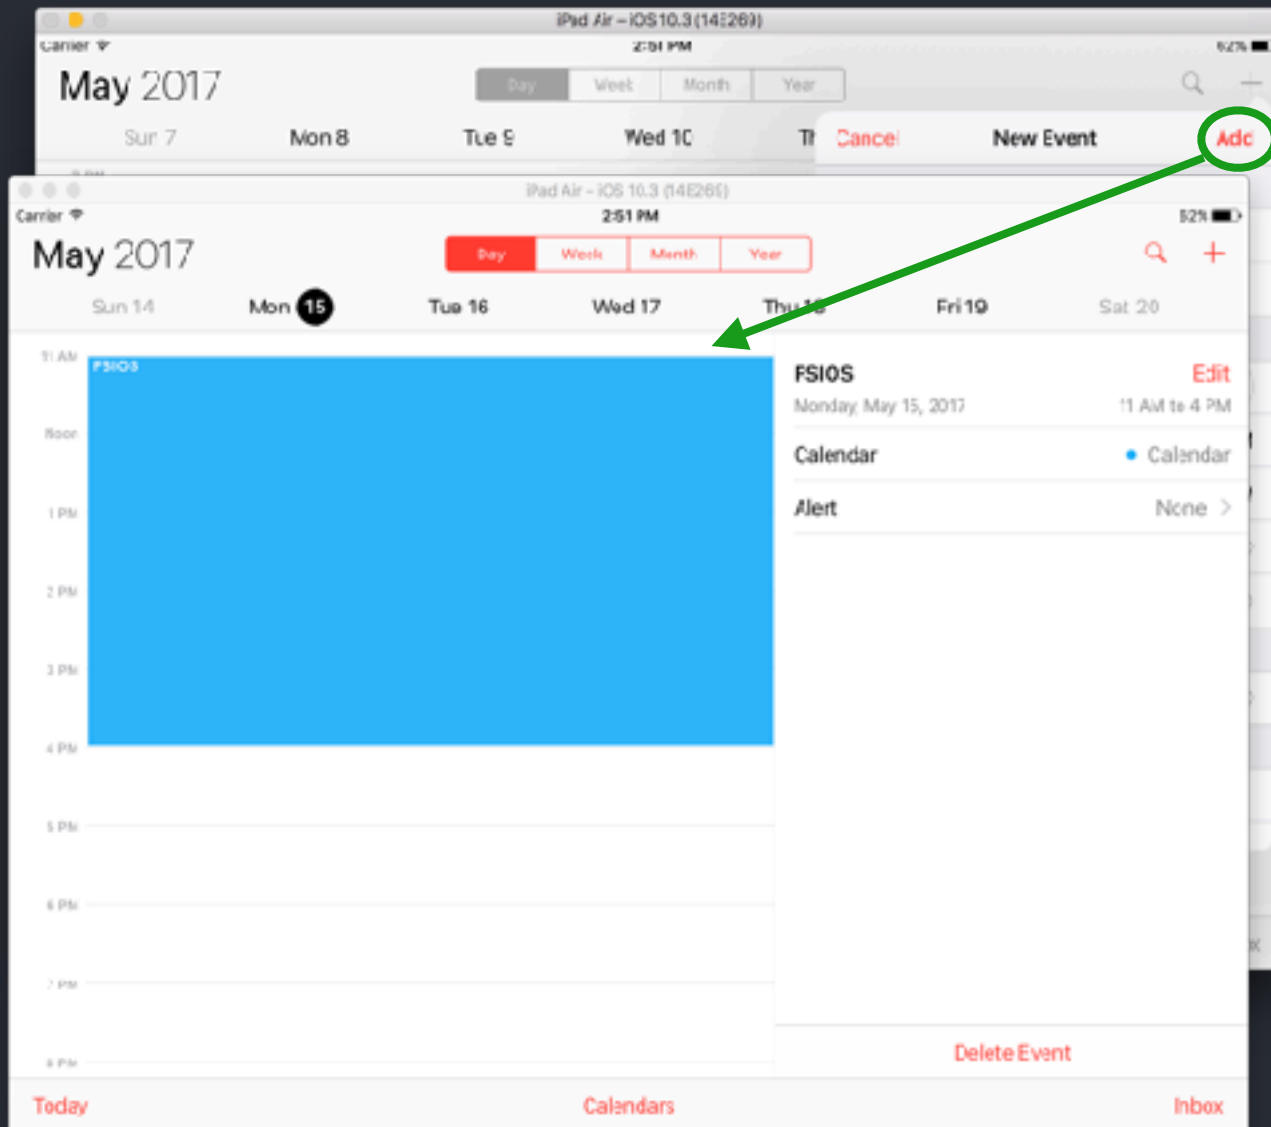 iPad Air – iOS 10.3 (14E269)
Carrier 2:51 PM 62%
May 2017 Day Week Month Year
Sun 7 Mon 8 Tue 9 Wed 10 Th Cancel New Event Add
iPad Air – iOS 10.3 (14E269)
Carrier 2:51 PM
May 2017 Day Week Month Year
Sun 14 Mon 15 Tue 16 Wed 17 Thu 18 Fri 19 Sat 20
11 AM FSIOS
Noon
1 PM
2 PM
3 PM
4 PM
5 PM
6 PM
7 PM
8 PM
FSIOS Edit
Monday, May 15, 2017 11 AM to 4 PM
Calendar Calendar
Alert None
Delete Event
Today Calendars Inbox